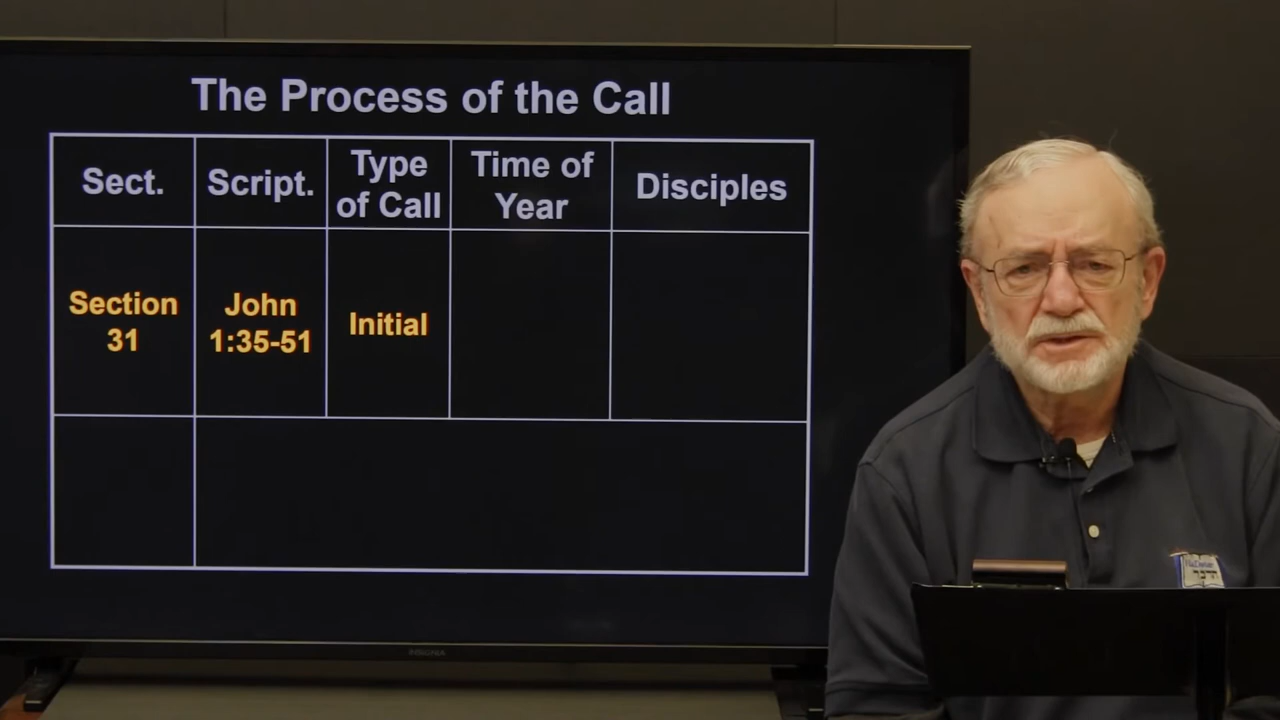 The Process of the Call
Sect.
Script.
Type
of Call
Time of
Year
Disciples
Section
31
John
1:35-51
Initial
INSIGNIA